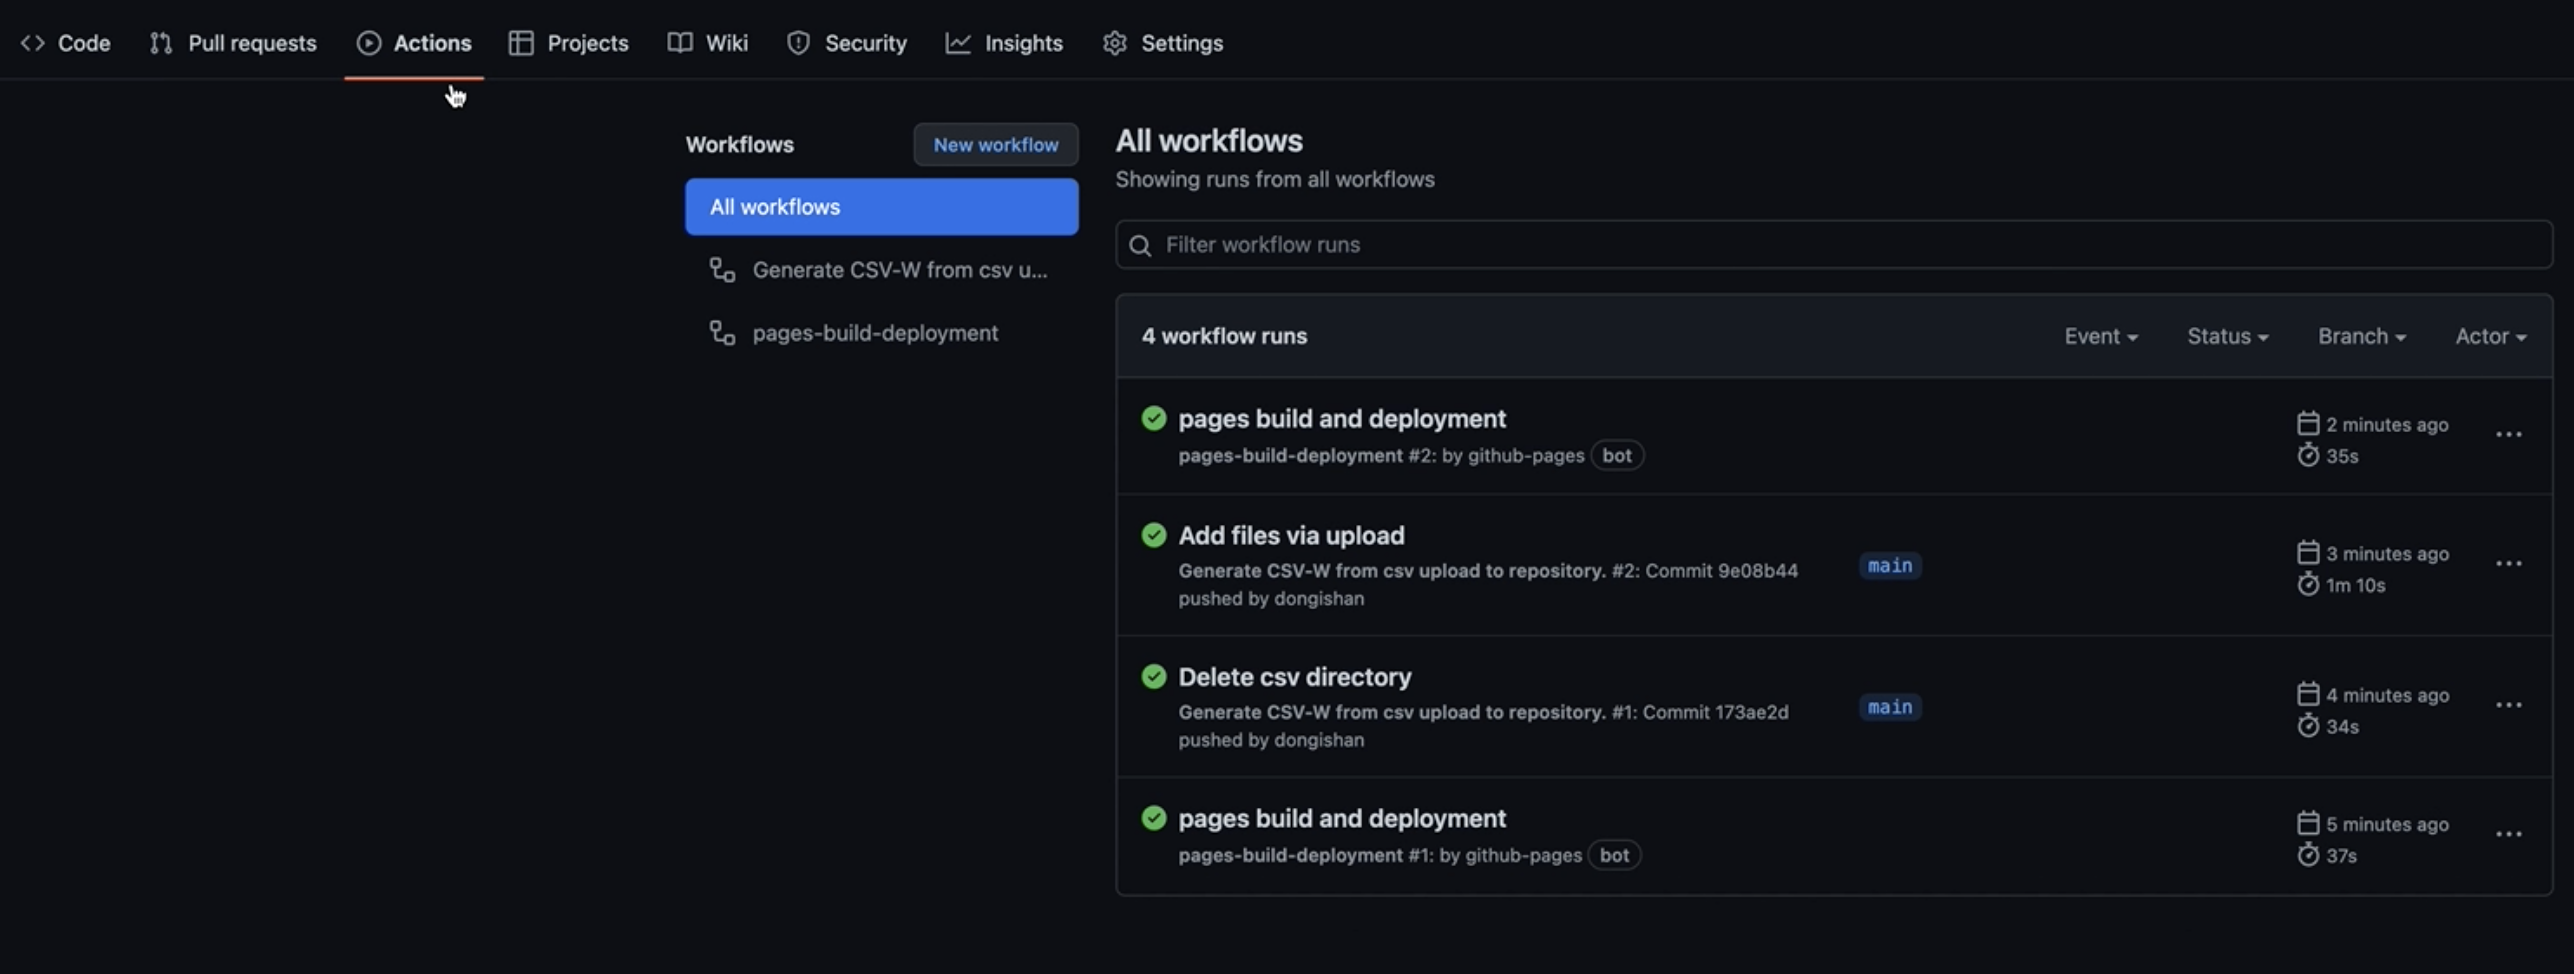 Code Pull requests Actions Projects Wiki Security Insights Settings
Workflows
New workflow
All workflows
Generate CSV-W from csv u...
pages-build-deployment
All workflows
Showing runs from all workflows
Filter workflow runs
4 workflow runs
Event Status Branch Actor
pages build and deployment
pages-build-deployment #2: by github-pages bot
2 minutes ago
35s
Add files via upload
Generate CSV-W from csv upload to repository. #2: Commit 9e08b44
pushed by dongishan
main
3 minutes ago
1m 10s
Delete csv directory
Generate CSV-W from csv upload to repository. #1: Commit 173ae2d
pushed by dongishan
main
4 minutes ago
34s
pages build and deployment
pages-build-deployment #1: by github-pages bot
5 minutes ago
37s